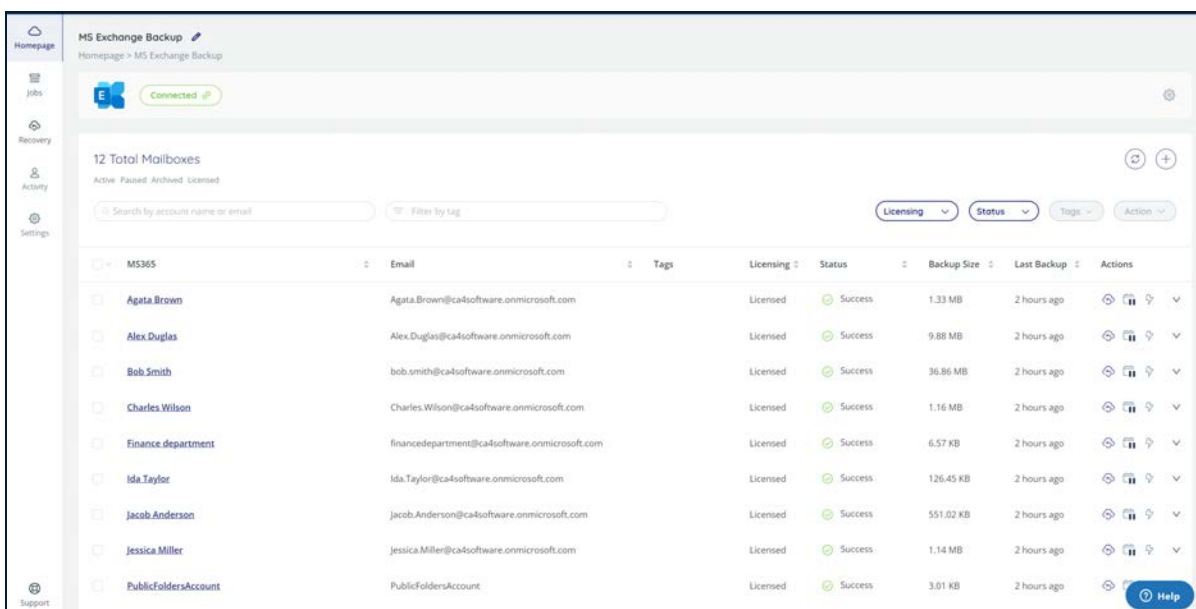 Homepage
Jobs
Recovery
Activity
Settings
Support
MS Exchange Backup
Homepage > MS Exchange Backup
E
Connected
12 Total Mailboxes
Active Paused Archived Licensed
Search by account name or email
Filter by tag
Licensing Status Tags Action
MS365 Email Tags Licensing Status Backup Size Last Backup Actions
Agata Brown Agata.Brown@ca4software.onmicrosoft.com Licensed Success 1.33 MB 2 hours ago
Alex Duglas Alex.Duglas@ca4software.onmicrosoft.com Licensed Success 9.88 MB 2 hours ago
Bob Smith bob.smith@ca4software.onmicrosoft.com Licensed Success 36.86 MB 2 hours ago
Charles Wilson Charles.Wilson@ca4software.onmicrosoft.com Licensed Success 1.16 MB 2 hours ago
Finance department financedepartment@ca4software.onmicrosoft.com Licensed Success 6.57 KB 2 hours ago
Ida Taylor Ida.Taylor@ca4software.onmicrosoft.com Licensed Success 126.45 KB 2 hours ago
Jacob Anderson Jacob.Anderson@ca4software.onmicrosoft.com Licensed Success 551.02 KB 2 hours ago
Jessica Miller Jessica.Miller@ca4software.onmicrosoft.com Licensed Success 1.14 MB 2 hours ago
PublicFoldersAccount PublicFoldersAccount Licensed Success 3.01 KB 2 hours ago
Help